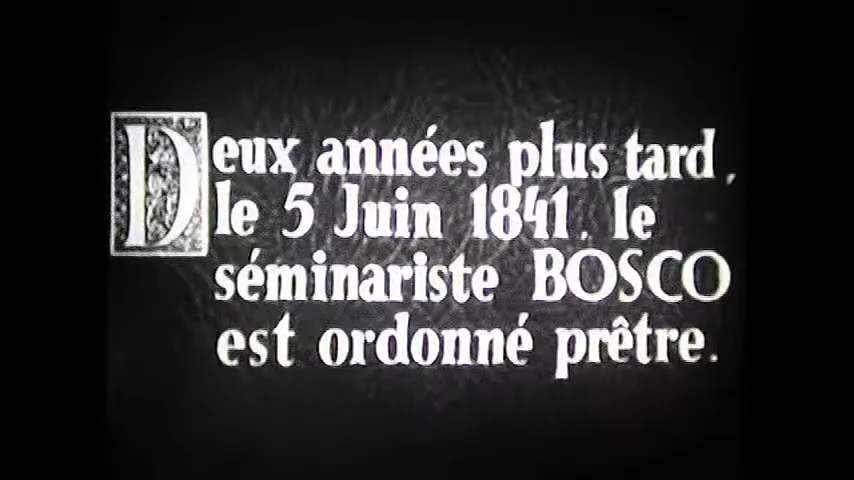 Deux années plus tard,
le 5 Juin 1841, le
séminariste BOSCO
est ordonné prêtre.